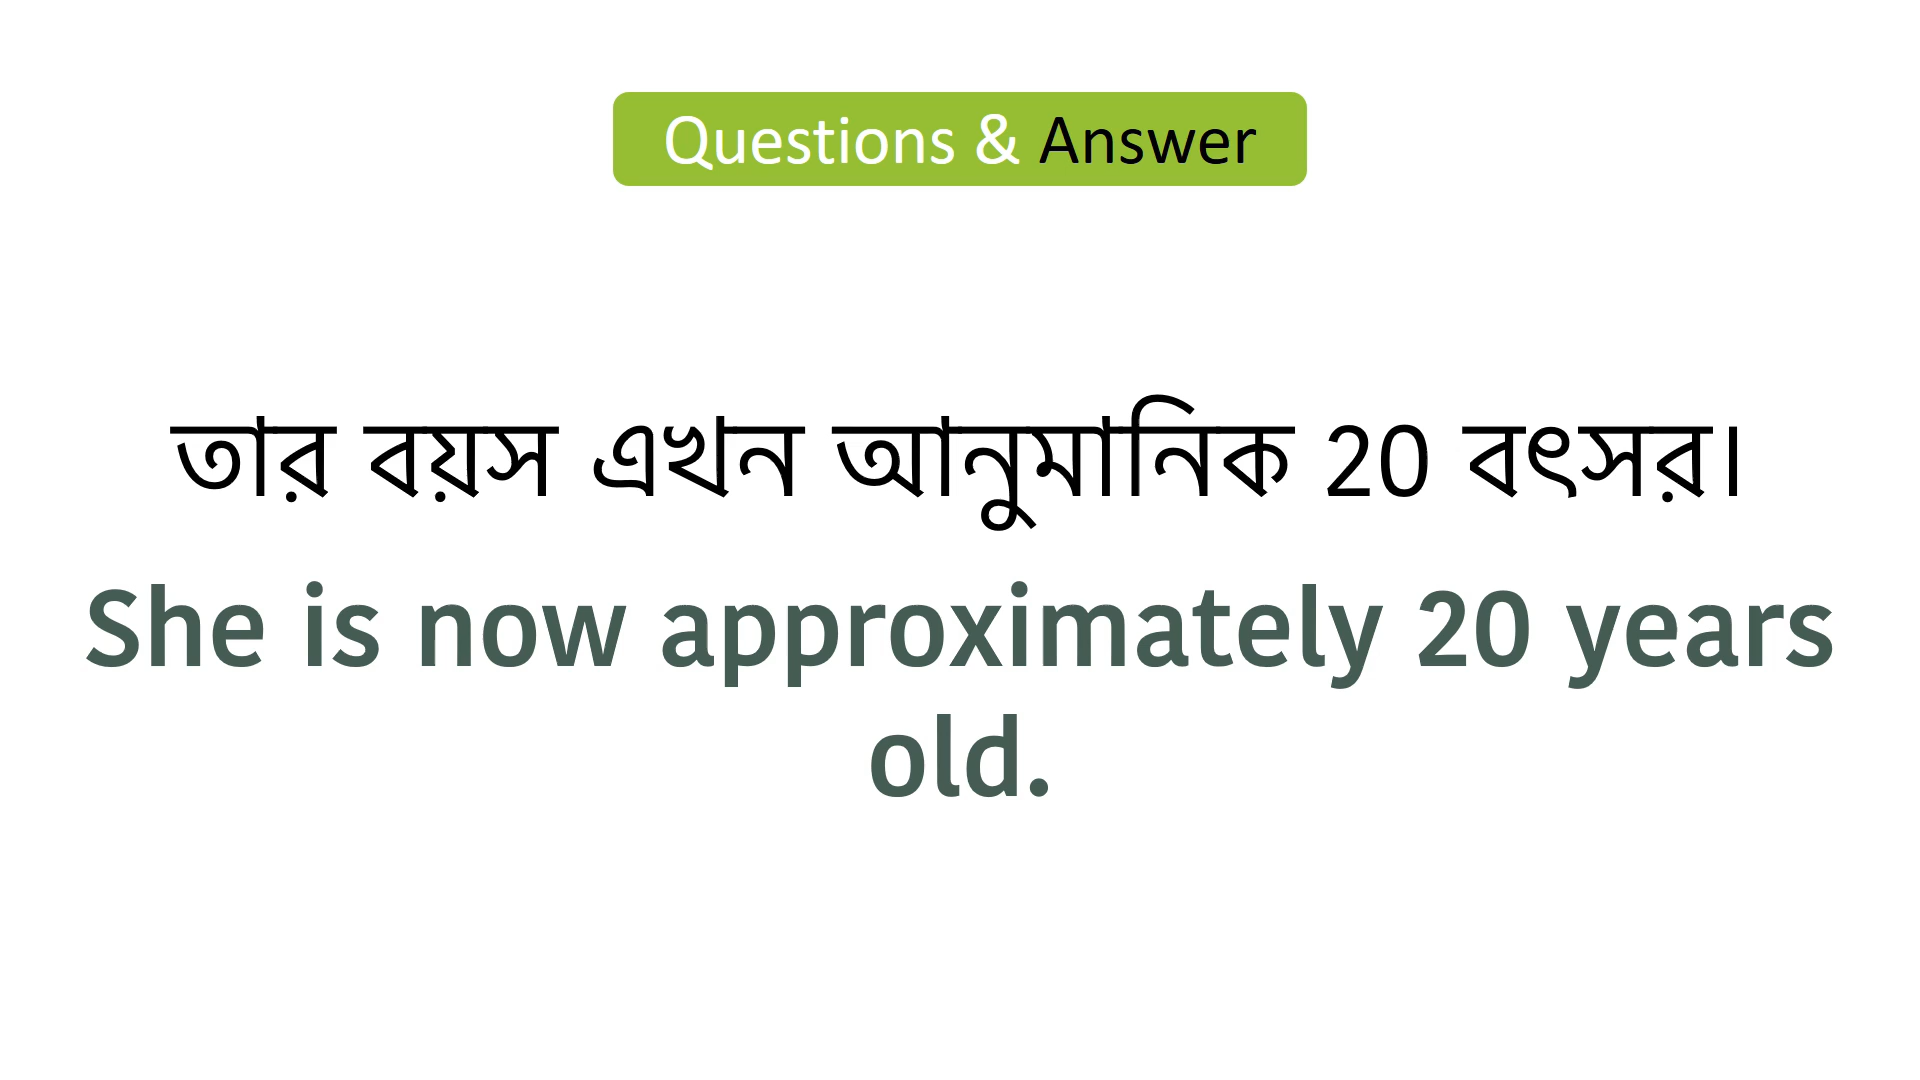 Questions & Answer
তার বয়স এখন আনুমানিক 20 বৎসর।
She is now approximately 20 years
old.